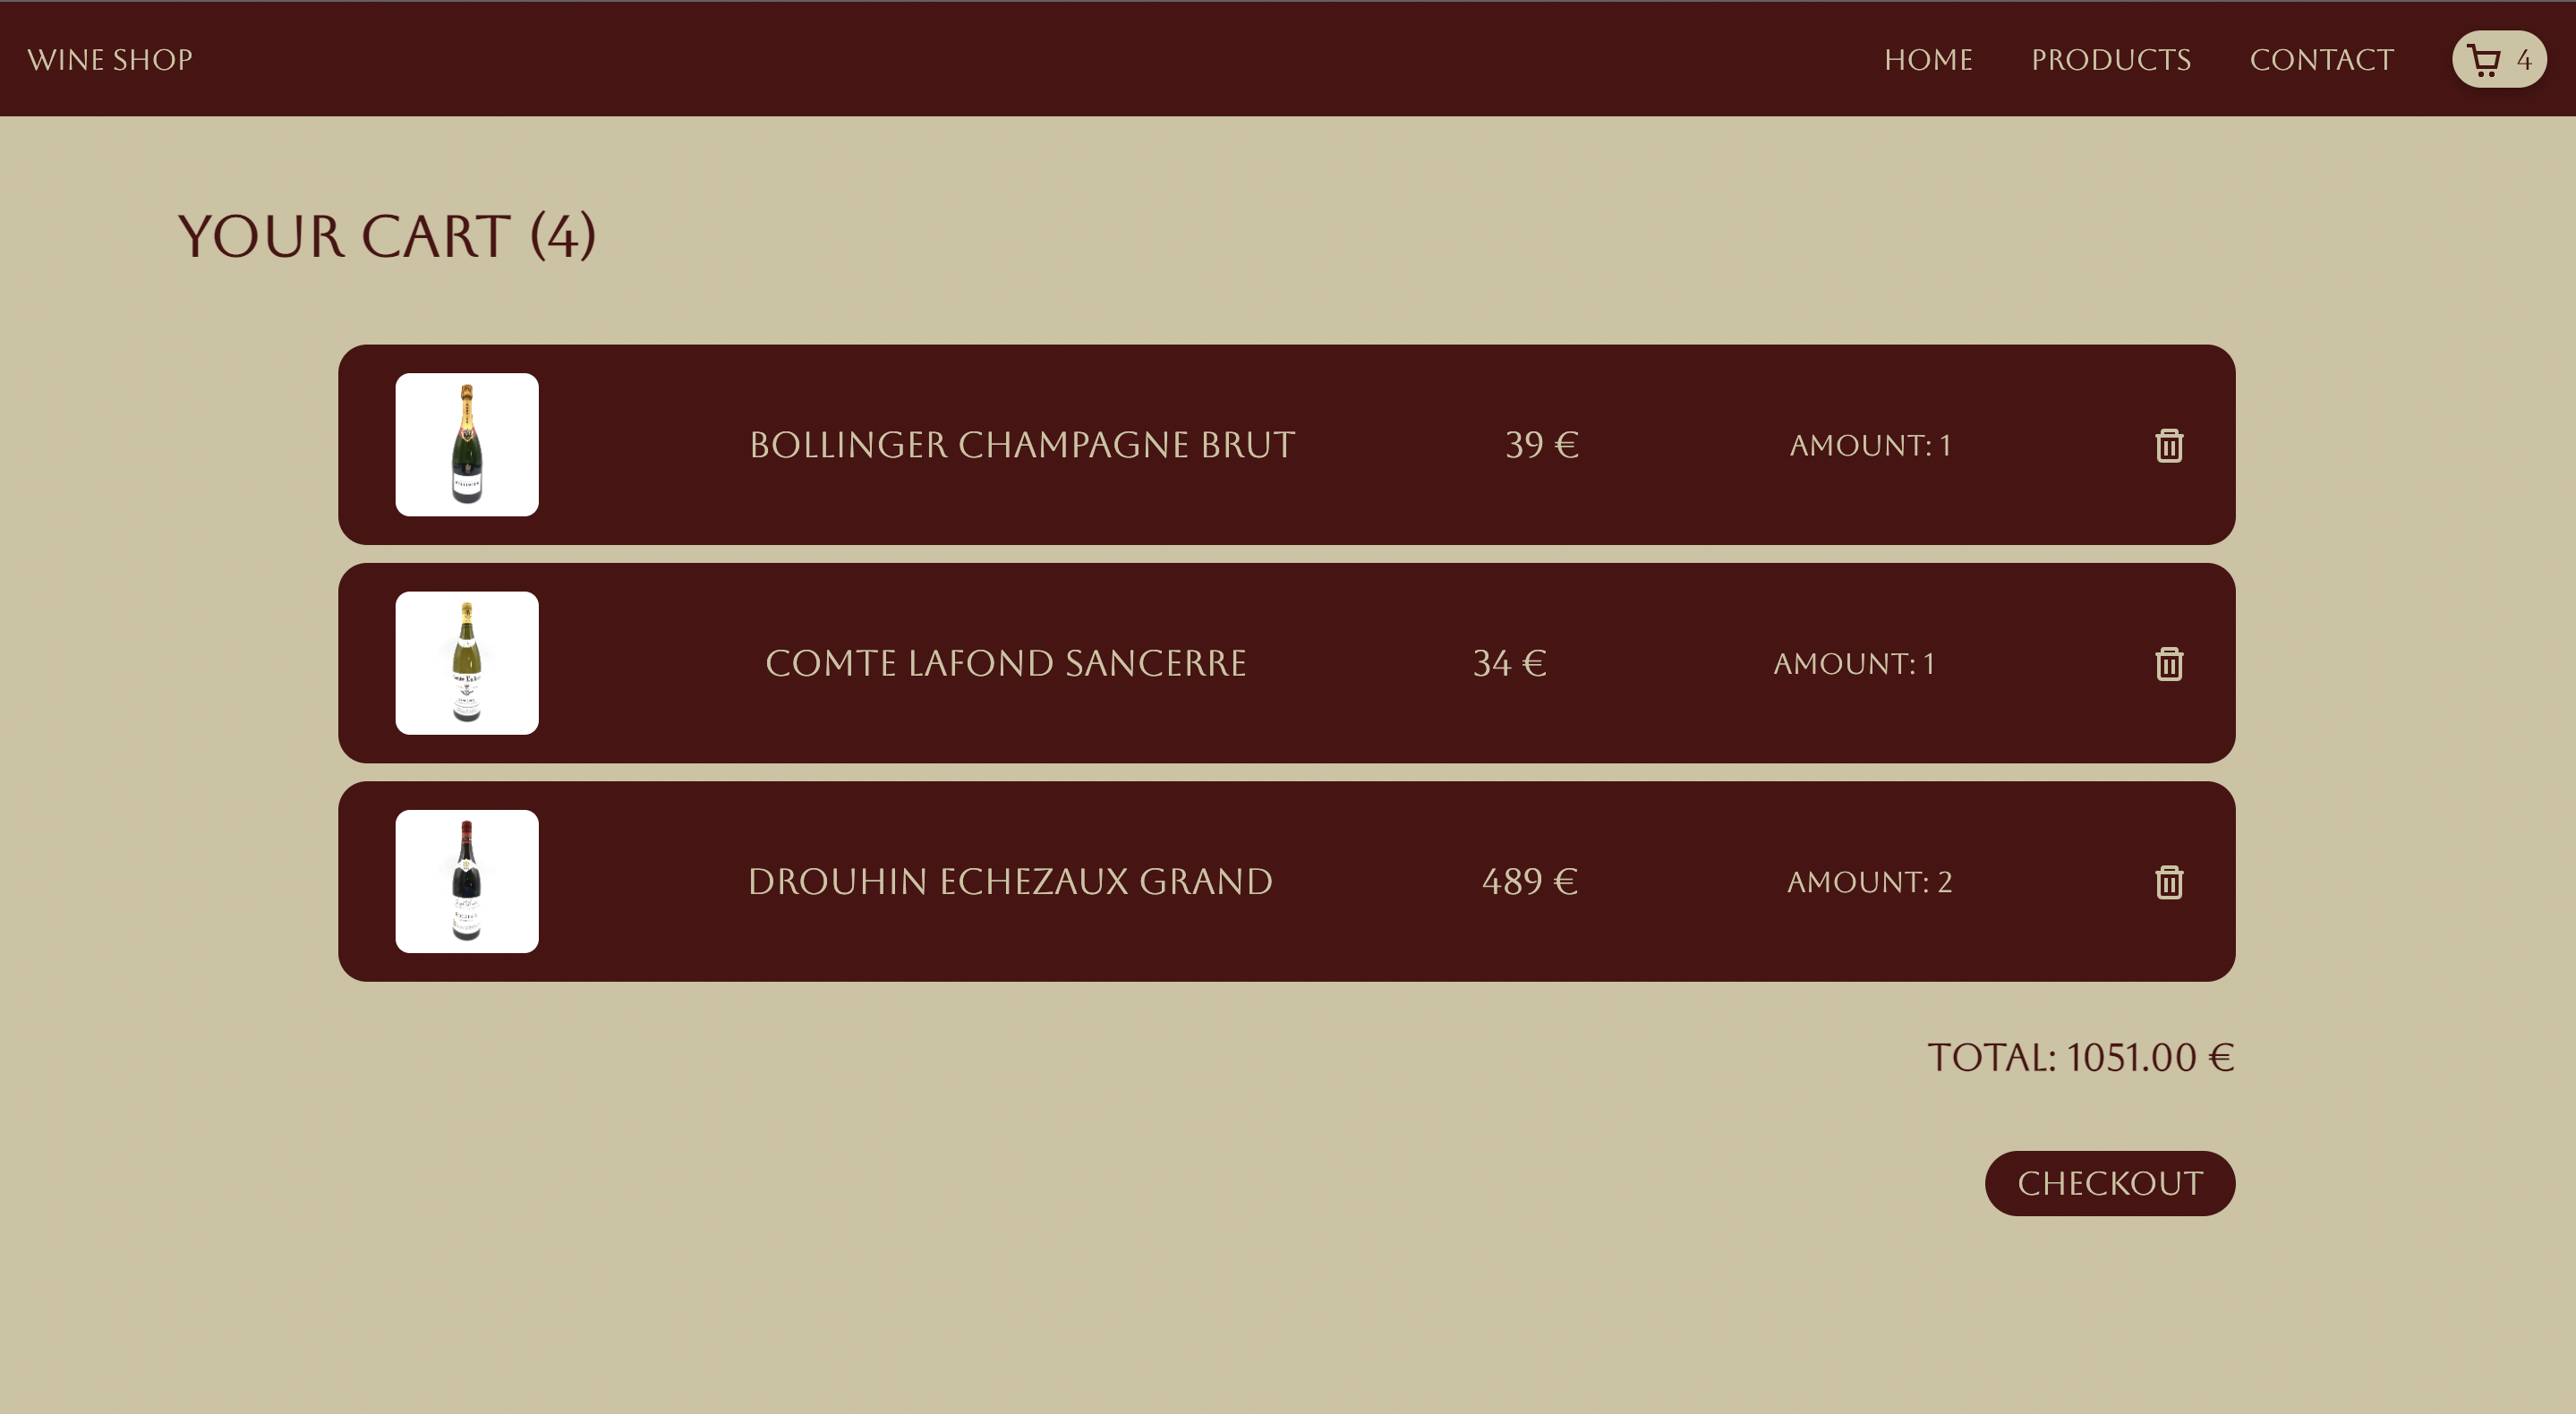 WINE SHOP HOME PRODUCTS CONTACT 4
YOUR CART (4)
BOLLINGER CHAMPAGNE BRUT 39 € AMOUNT: 1
COMTE LAFOND SANCERRE 34 € AMOUNT: 1
DROUHIN ECHEZAUX GRAND 489 € AMOUNT: 2
TOTAL: 1051.00 €
CHECKOUT